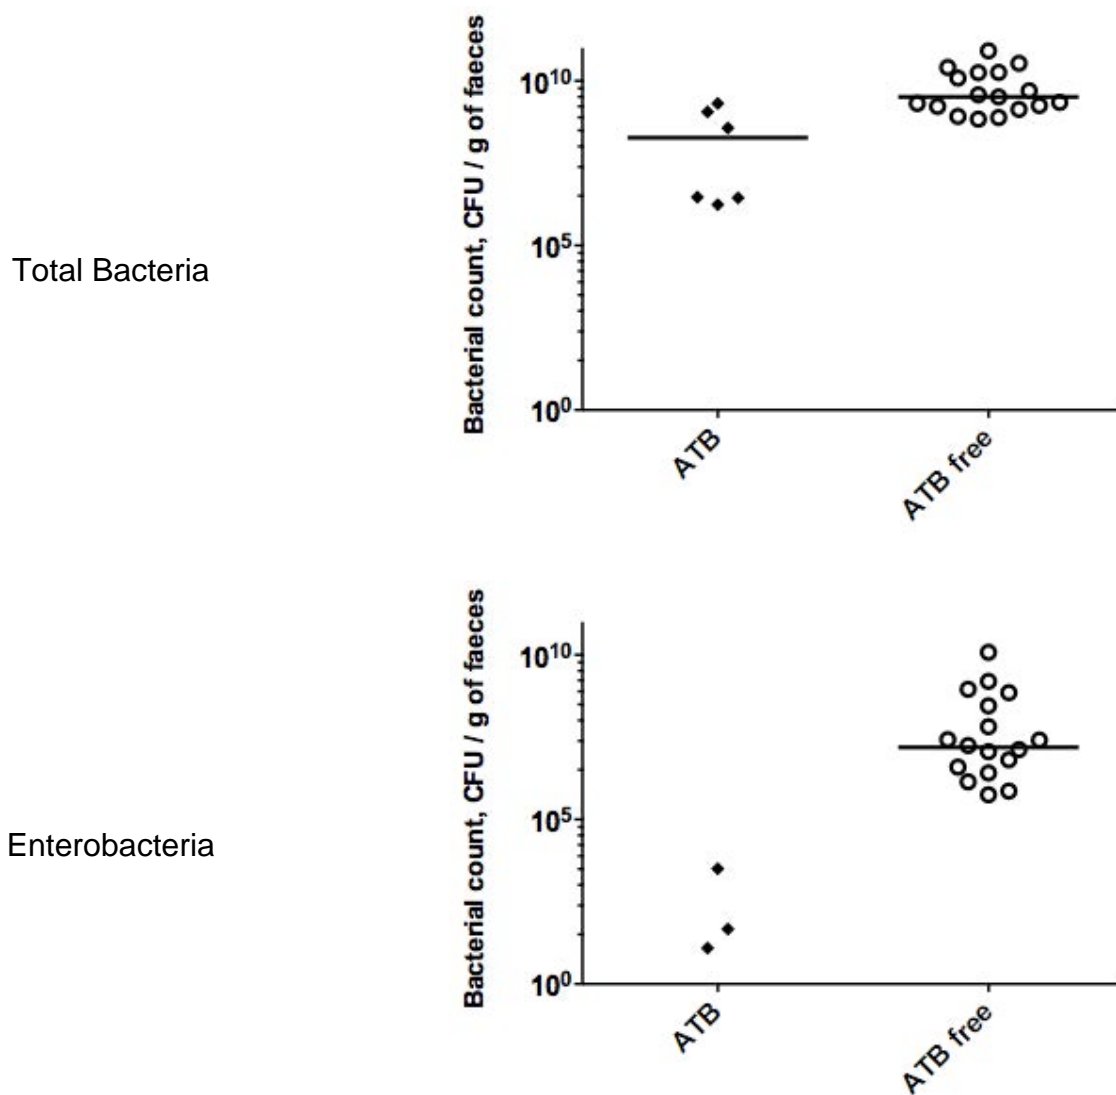 Total Bacteria
Bacterial count, CFU / g of faeces
10¹⁰
10⁵
10⁰
ATB
ATB free
Enterobacteria
Bacterial count, CFU / g of faeces
10¹⁰
10⁵
10⁰
ATB
ATB free